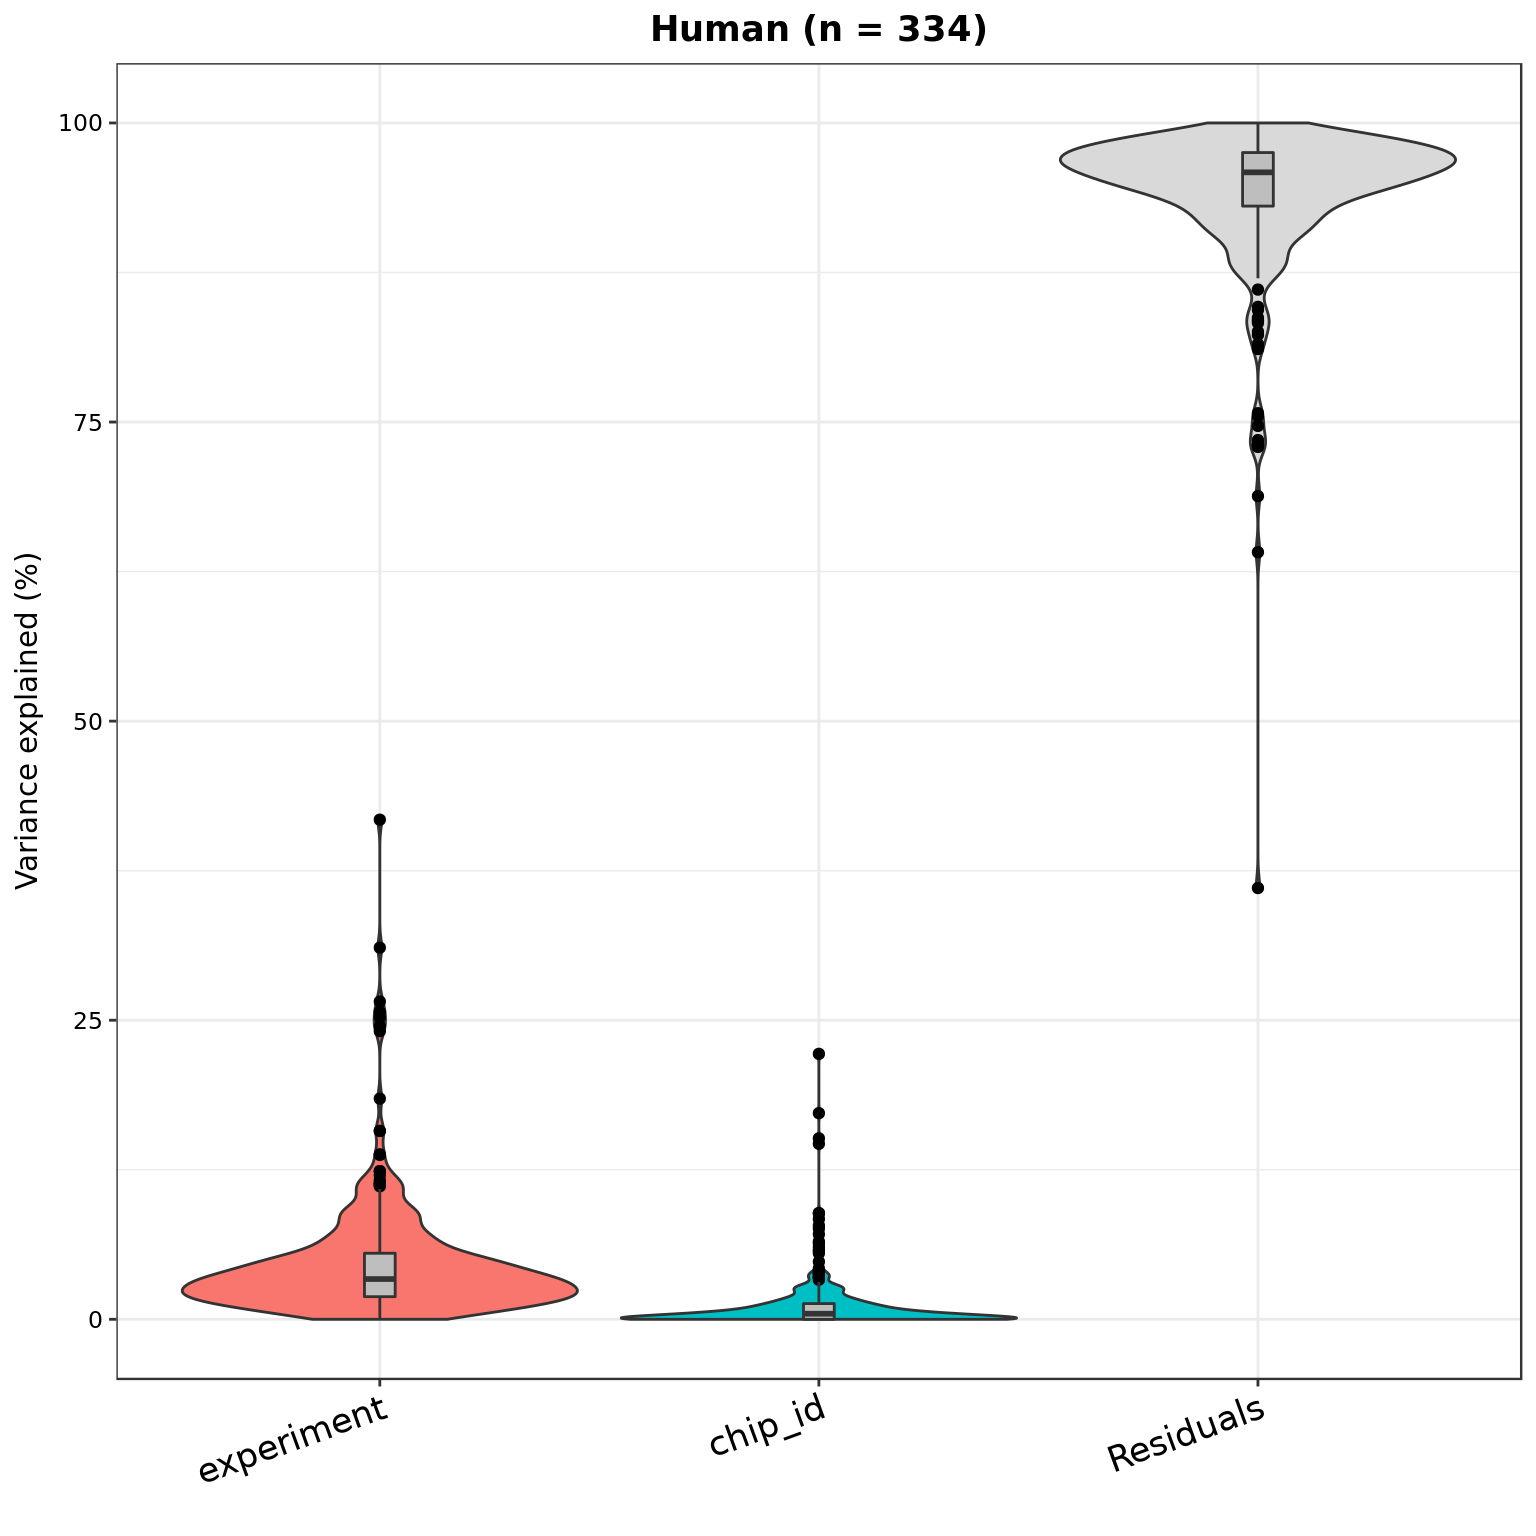 Human (n = 334)
Variance explained (%)
100
75
50
25
0
experiment
chip_id
Residuals